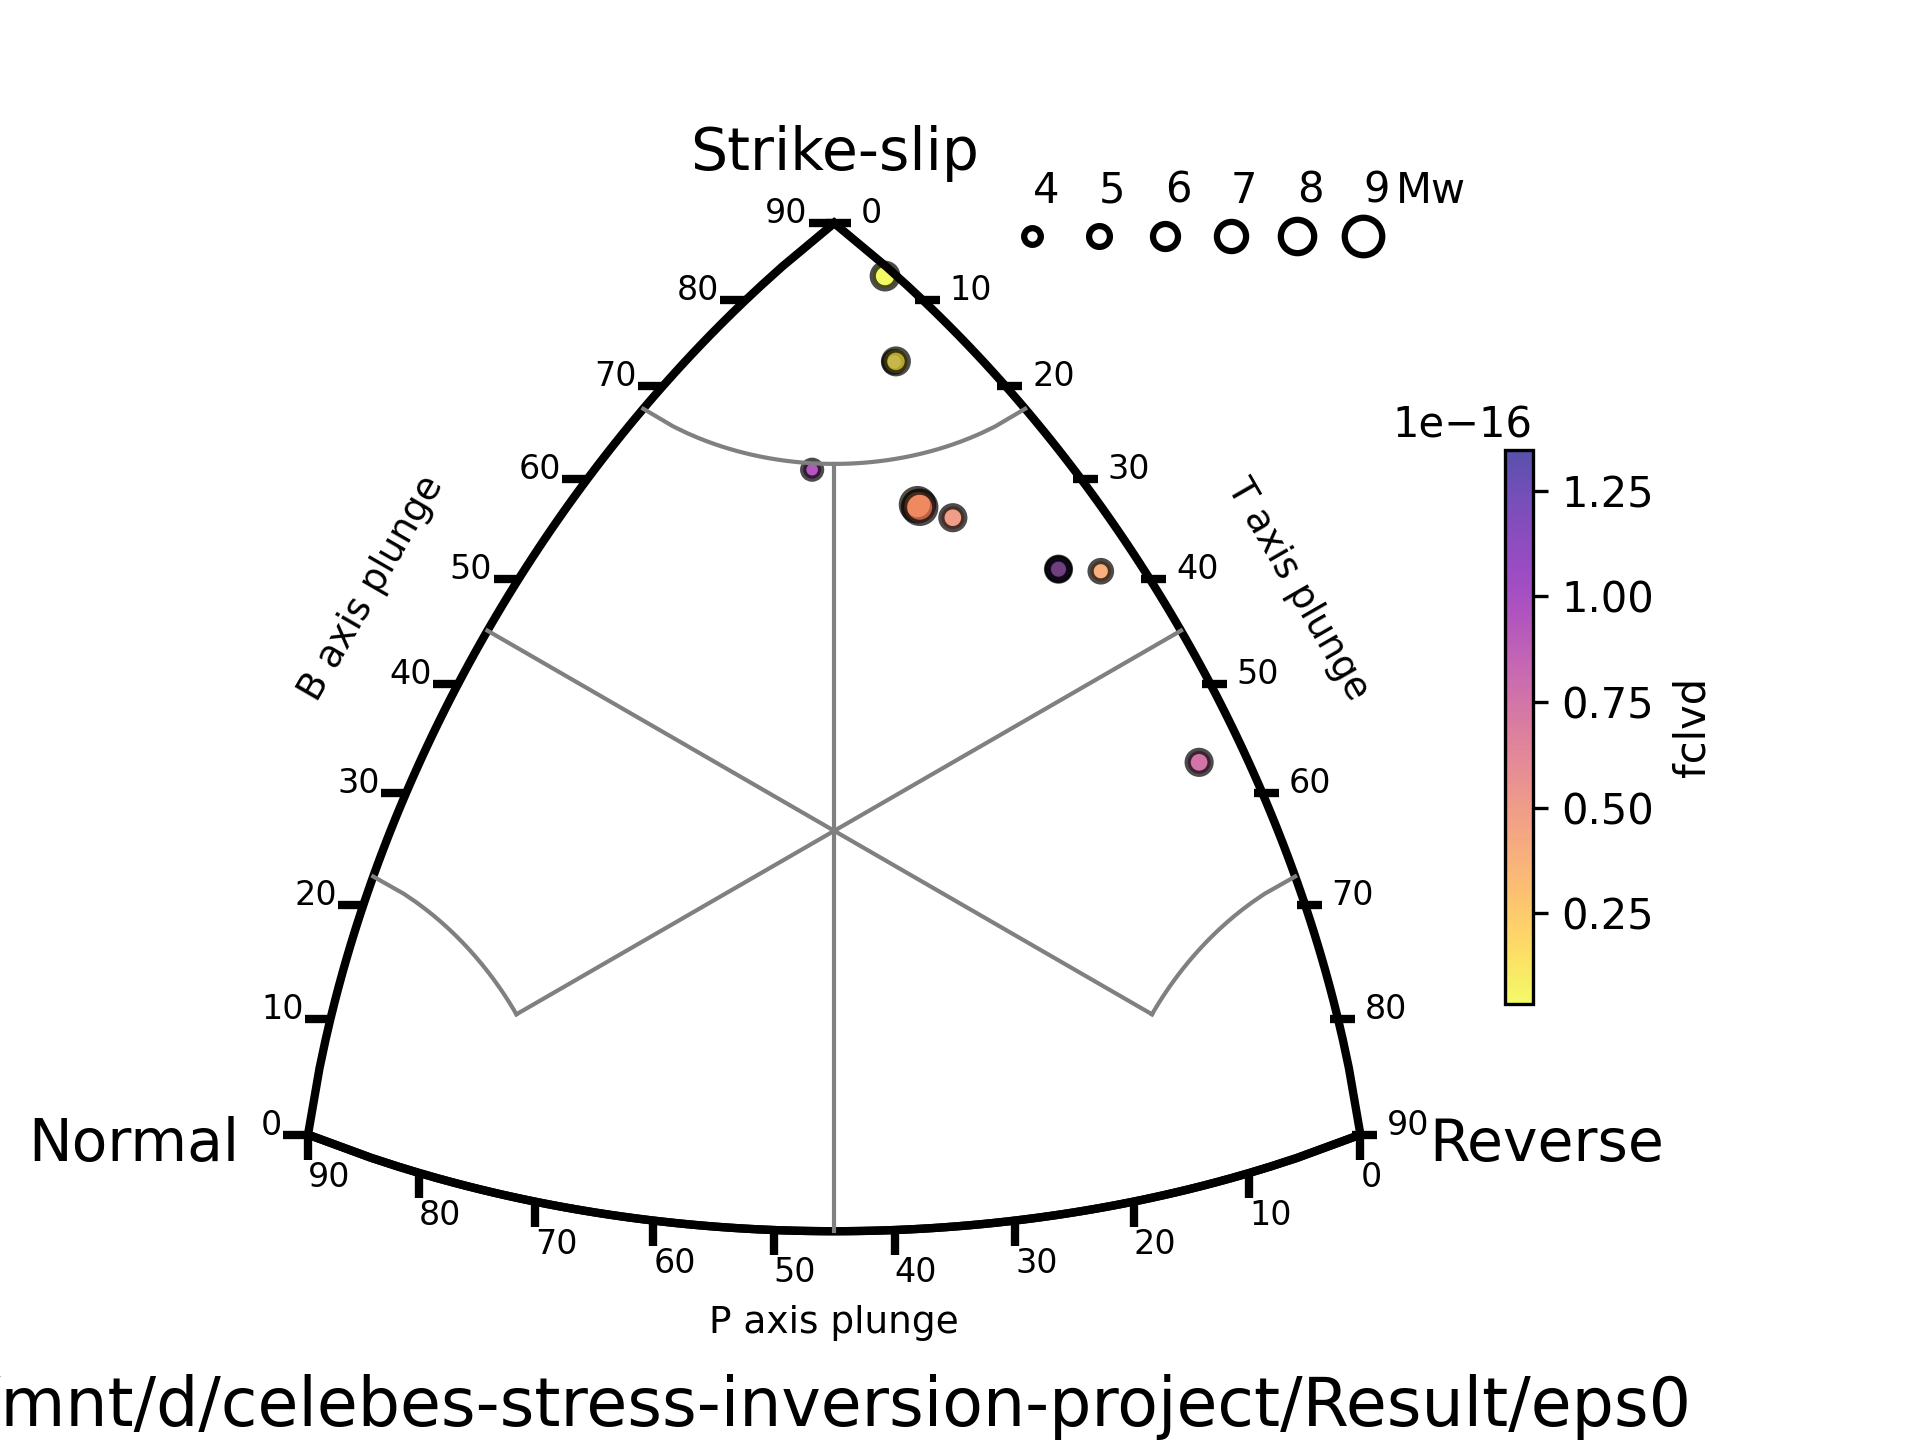 Strike-slip
4 5 6 7 8 9 Mw
90 0
80 10
70 20
60 30
50 40
40 50
30 60
20 70
10 80
0 90
B axis plunge
T axis plunge
1e−16
1.25
1.00
0.75
0.50
0.25
fclvd
Normal
Reverse
90 80 70 60 50 40 30 20 10 0
P axis plunge
mnt/d/celebes-stress-inversion-project/Result/eps0